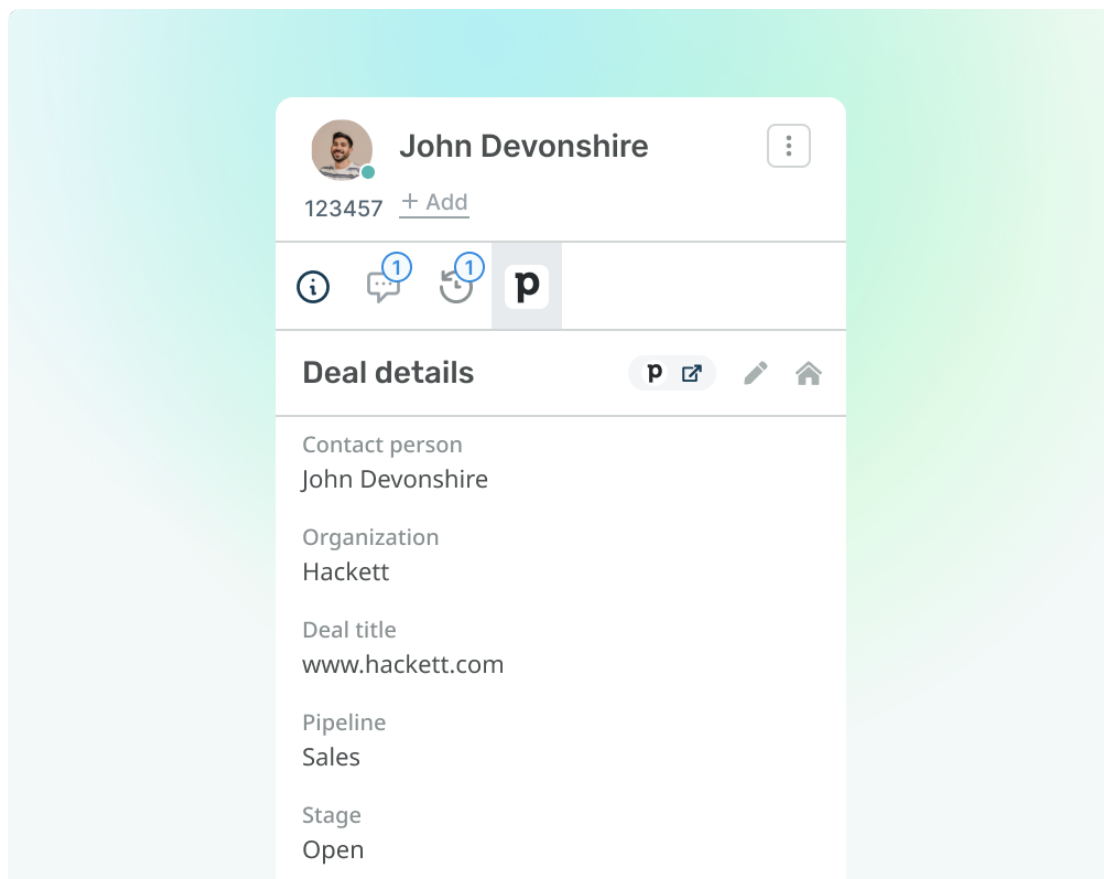 John Devonshire
123457 + Add
1 1 p
Deal details p
Contact person
John Devonshire
Organization
Hackett
Deal title
www.hackett.com
Pipeline
Sales
Stage
Open